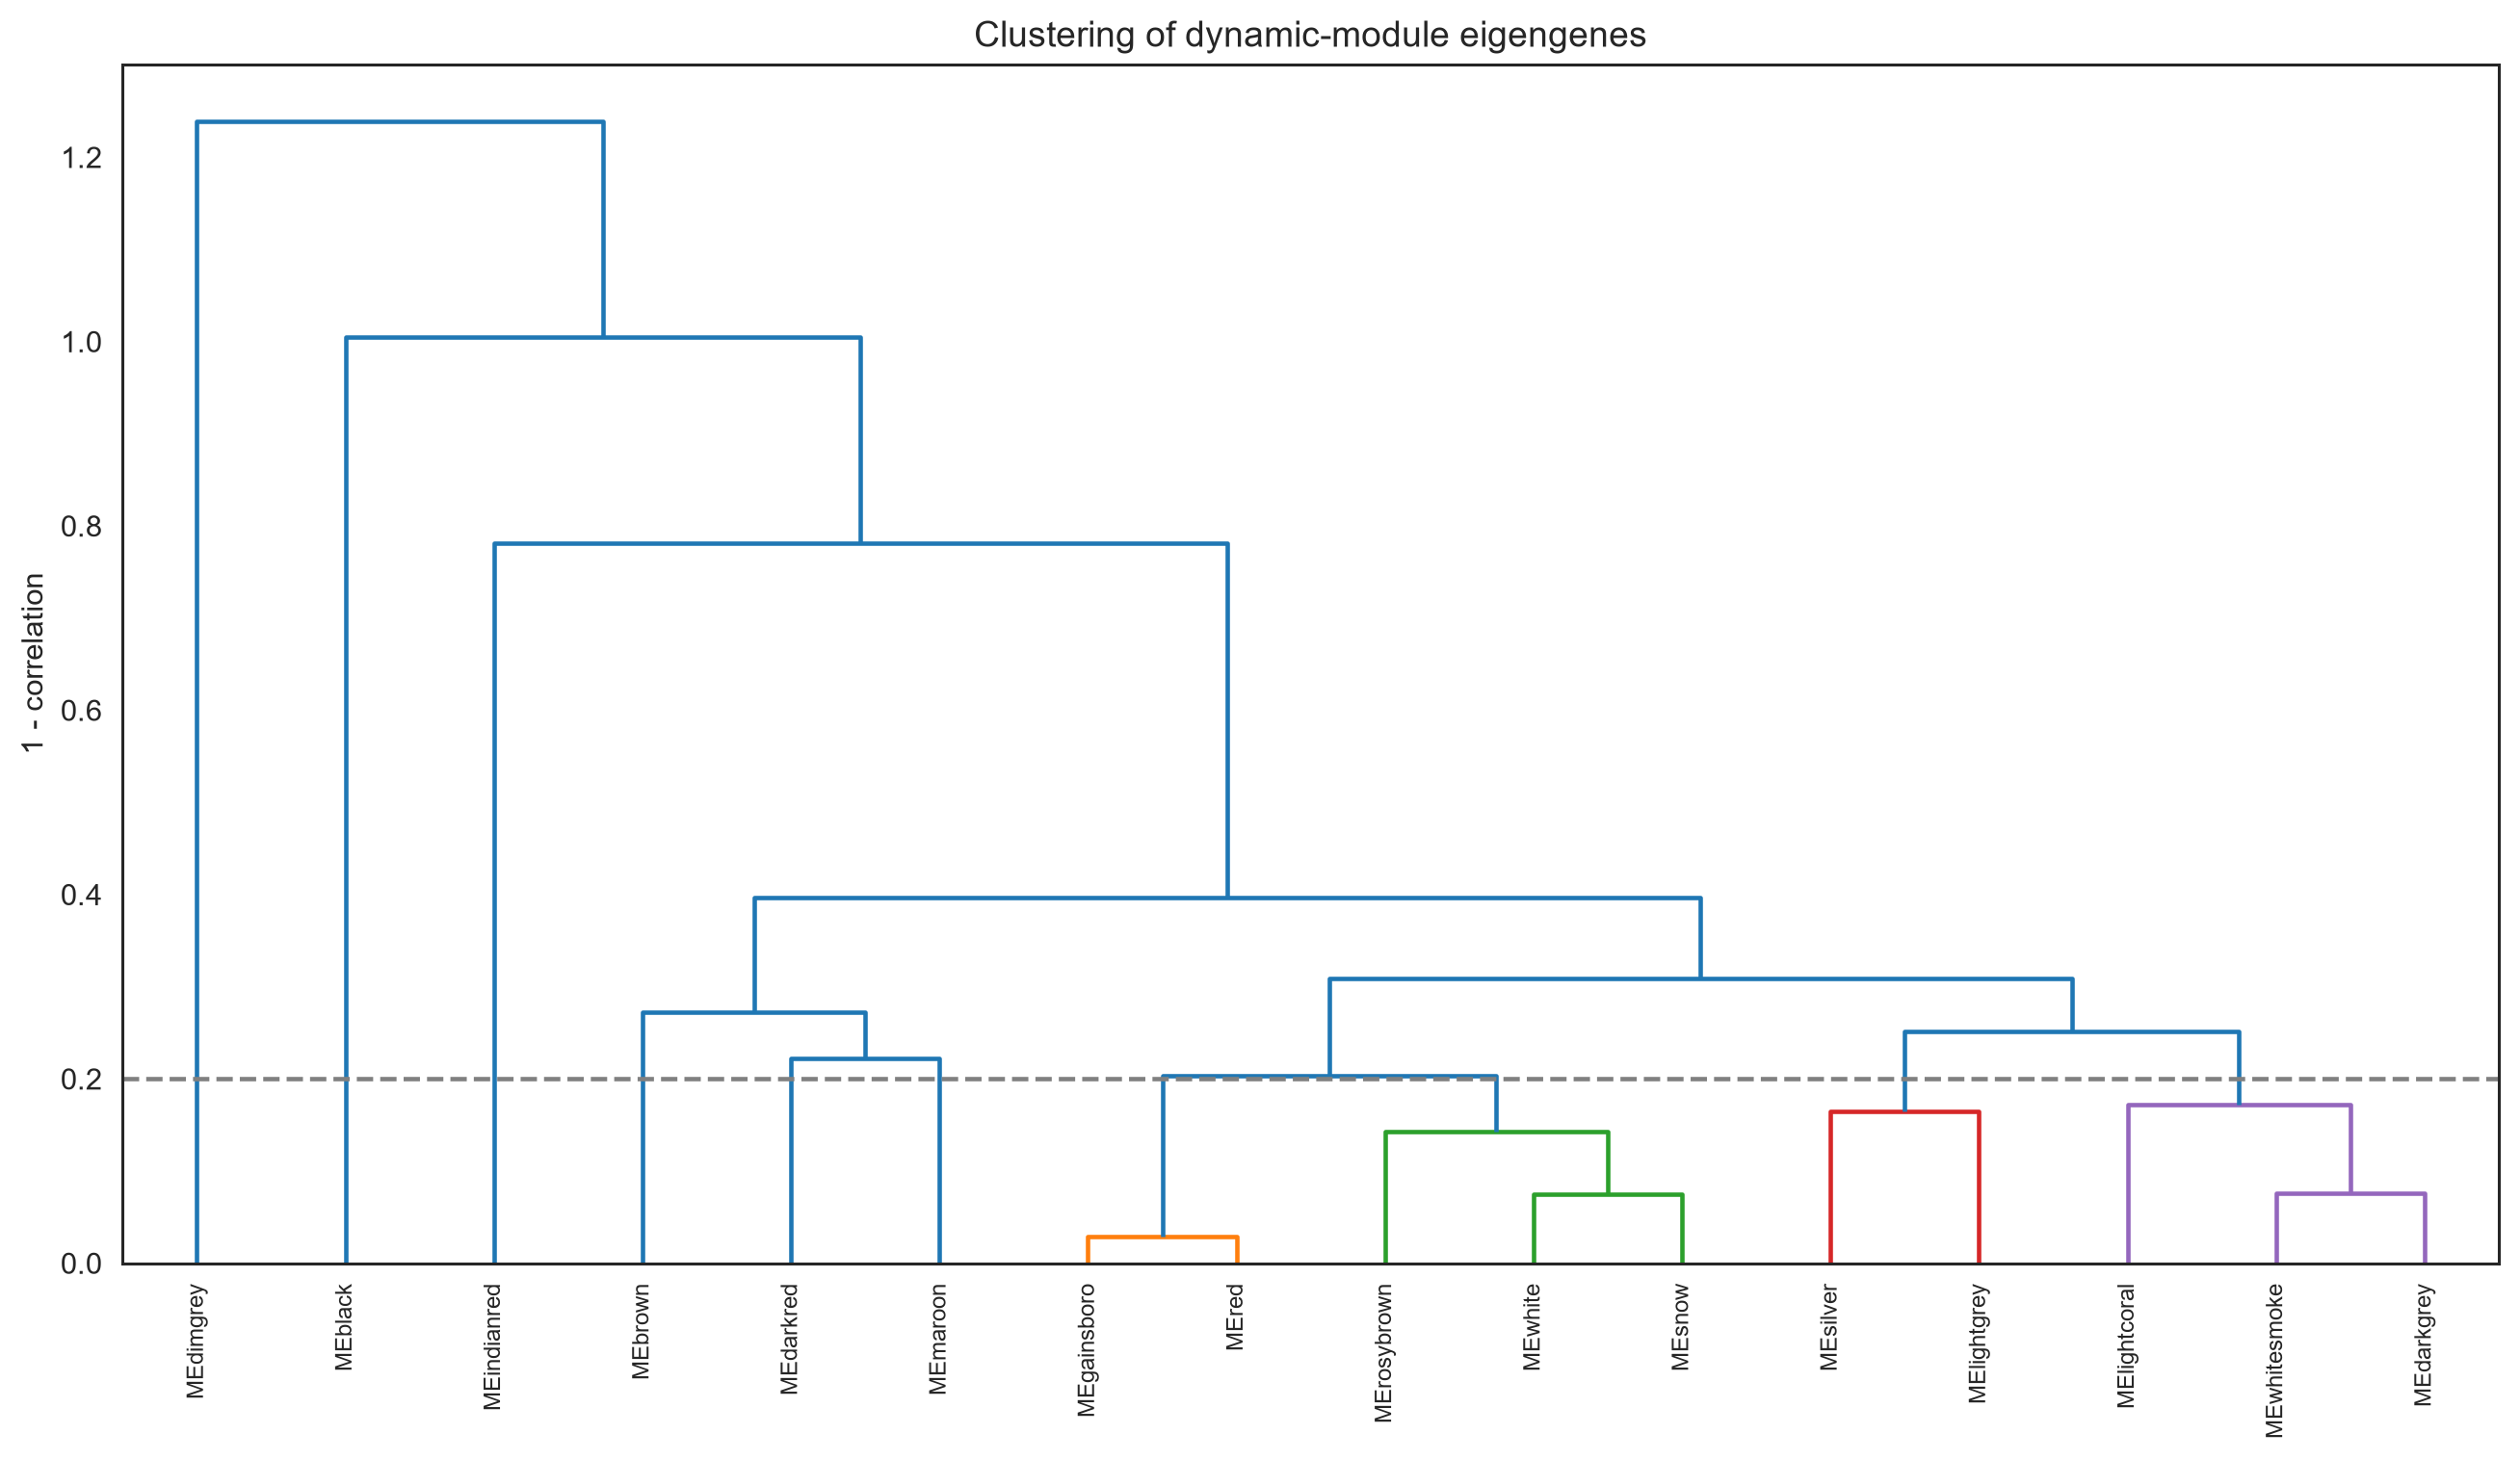 Clustering of dynamic-module eigengenes
1 - correlation
1.2
1.0
0.8
0.6
0.4
0.2
0.0
MEdimgrey
MEblack
MEindianred
MEbrown
MEdarkred
MEmaroon
MEgainsboro
MEred
MErosybrown
MEwhite
MEsnow
MEsilver
MElightgrey
MElightcoral
MEwhitesmoke
MEdarkgrey